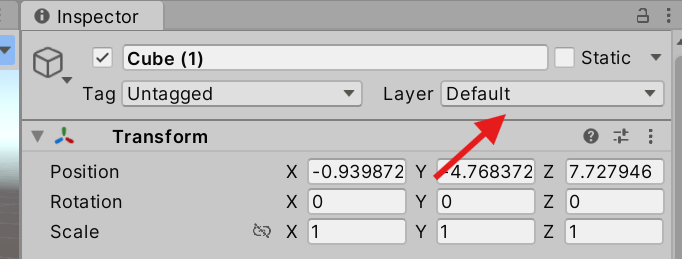 Inspector
Cube (1) Static
Tag Untagged Layer Default
Transform
Position X -0.939872 Y -4.768372 Z 7.727946
Rotation X 0 Y 0 Z 0
Scale X 1 Y 1 Z 1